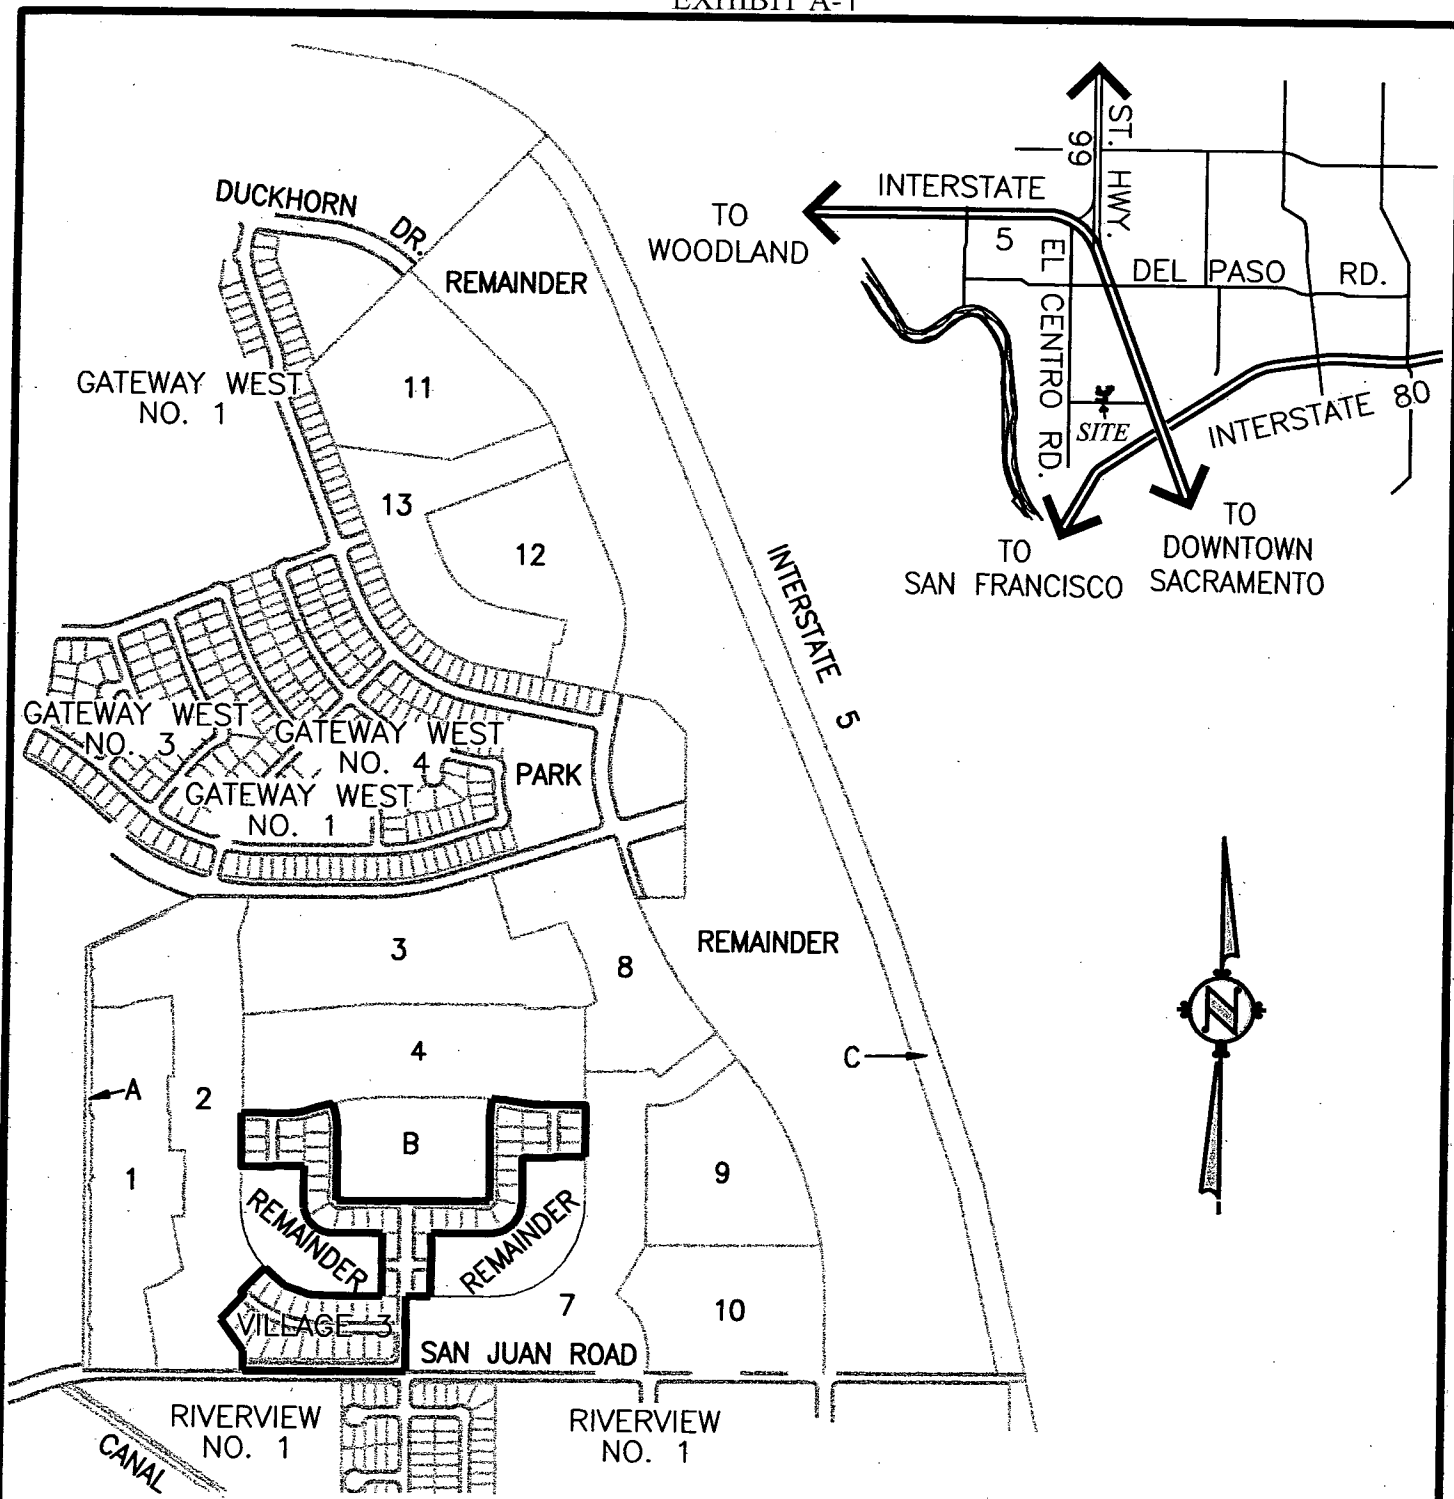 EXHIBIT A-1
DUCKHORN DR.
REMAINDER
GATEWAY WEST
NO. 1
11
13
12
INTERSTATE 5
TO
WOODLAND
INTERSTATE
5
ST. HWY.
99
EL CENTRO RD.
DEL PASO RD.
SITE
INTERSTATE 80
TO
SAN FRANCISCO
TO
DOWNTOWN
SACRAMENTO
GATEWAY WEST
NO. 3
GATEWAY WEST
NO. 4
GATEWAY WEST
NO. 1
PARK
3
8
REMAINDER
4
C
A
2
B
1
9
REMAINDER
REMAINDER
7
10
VILLAGE 3
SAN JUAN ROAD
RIVERVIEW
NO. 1
RIVERVIEW
NO. 1
CANAL
N